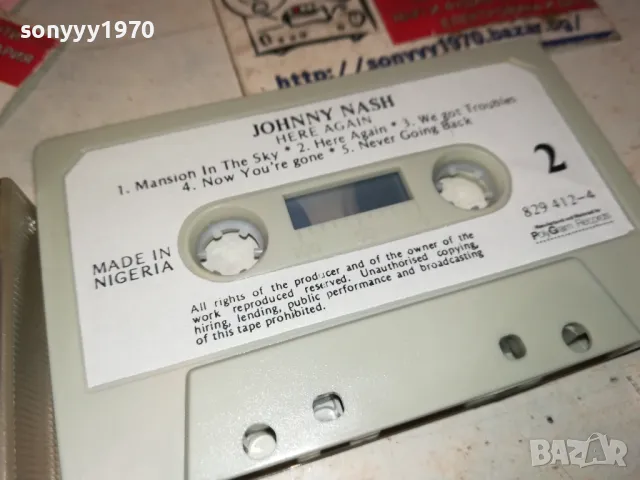 sonyyy1970
http://sonyyy1970.bazar.bg/
JOHNNY NASH
HERE AGAIN
1. Mansion In The Sky * 2. Here Again * 3. We got Troubles
4. Now You're gone * 5. Never Going Back
2
829 412-4
PolyGram Records
MADE IN
NIGERIA
All rights of the producer and of the owner of the
work reproduced reserved. Unauthorised copying,
hiring, lending, public performance and broadcasting
of this tape prohibited.
BAZAR